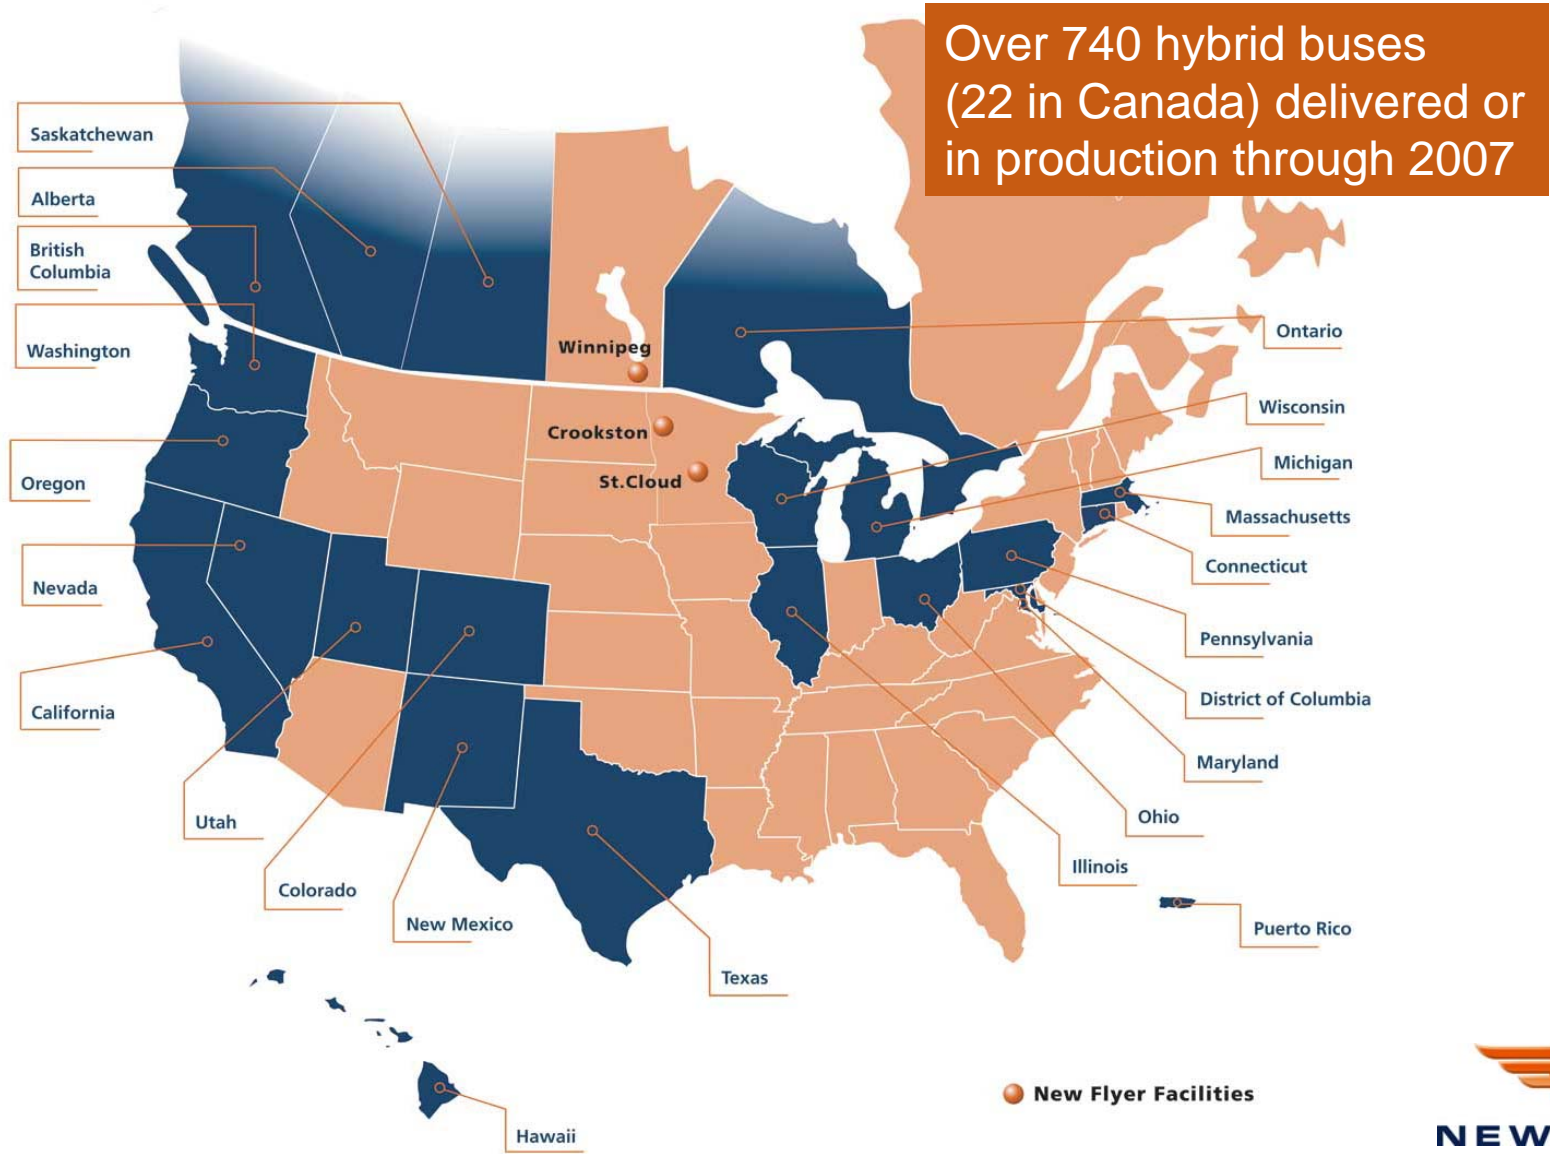 Over 740 hybrid buses
(22 in Canada) delivered or
in production through 2007
Saskatchewan
Alberta
British
Columbia
Washington
Oregon
Nevada
California
Utah
Colorado
New Mexico
Texas
Hawaii
Winnipeg
Crookston
St.Cloud
Ontario
Wisconsin
Michigan
Massachusetts
Connecticut
Pennsylvania
District of Columbia
Maryland
Ohio
Illinois
Puerto Rico
New Flyer Facilities
NEW